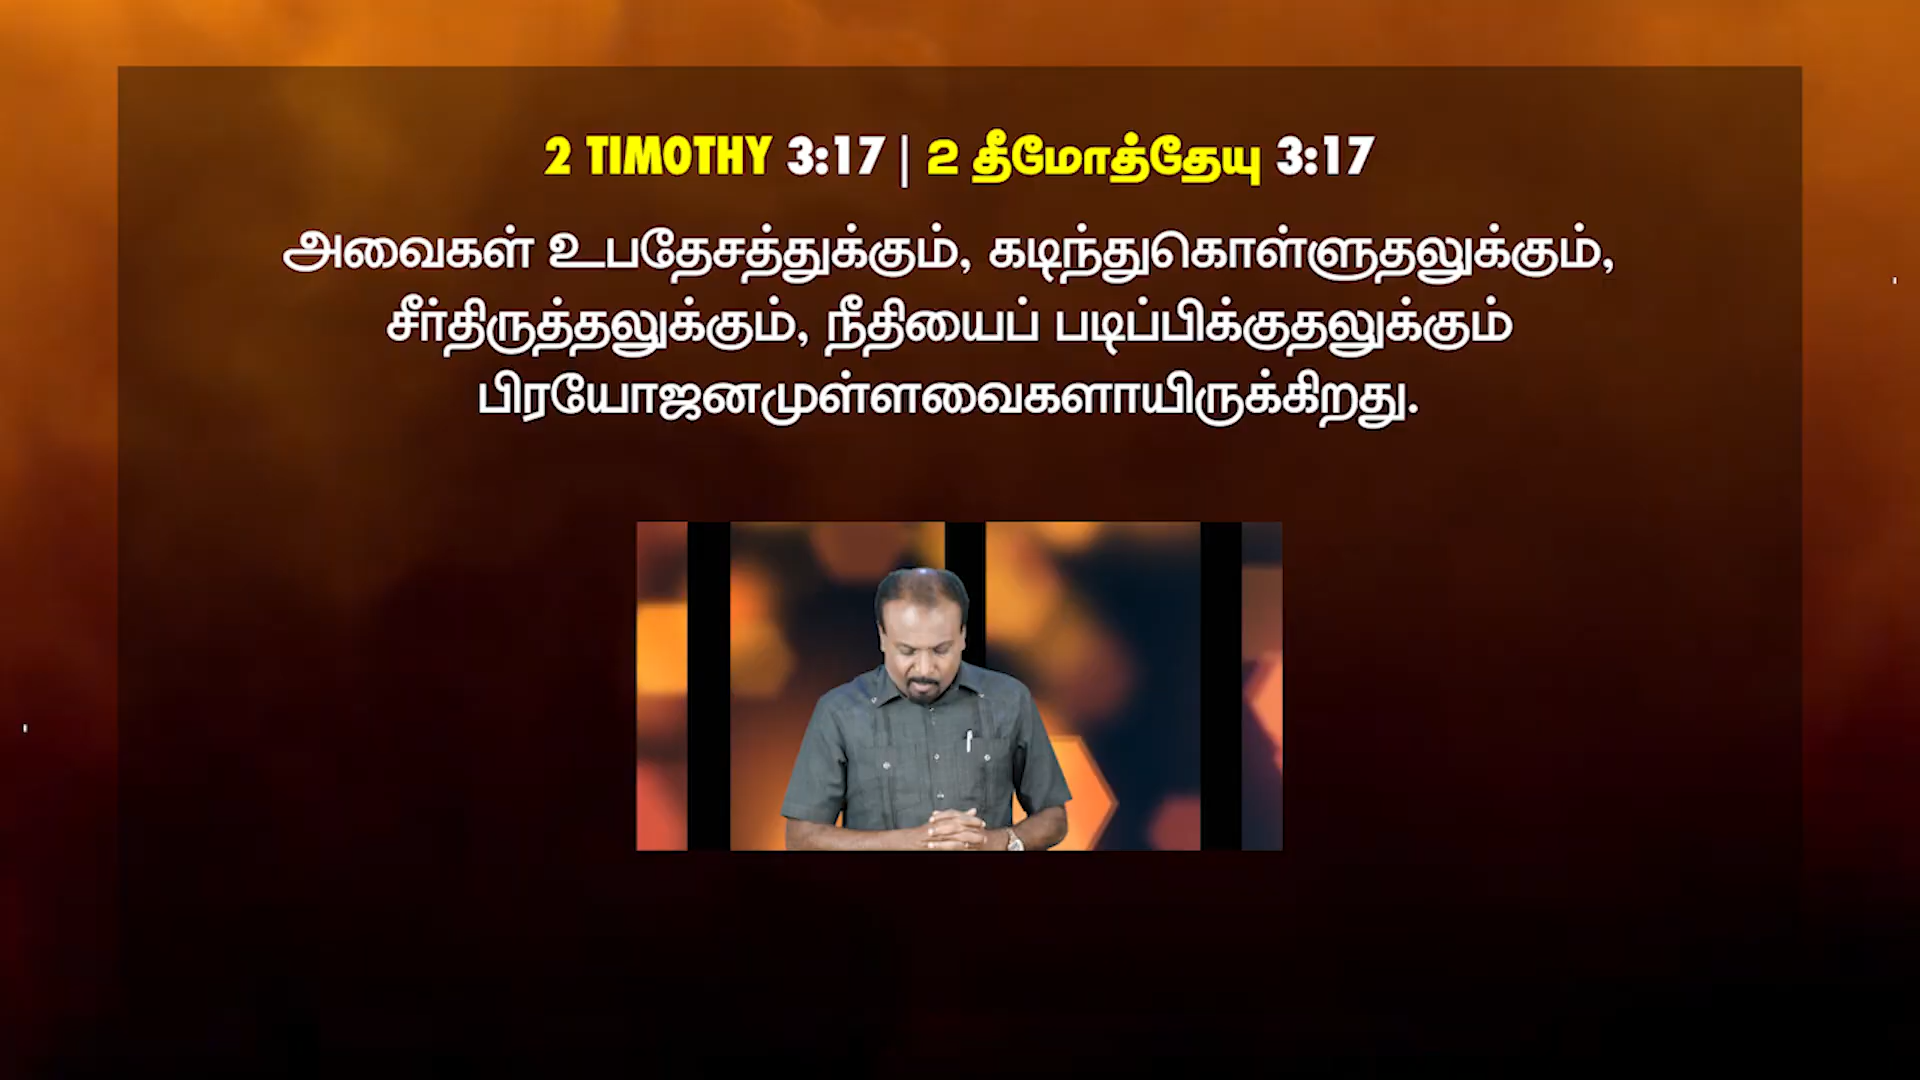 2 TIMOTHY 3:17 | 2 தீமோத்தேயு 3:17
அவைகள் உபதேசத்துக்கும், கடிந்துகொள்ளுதலுக்கும்,
சீர்திருத்தலுக்கும், நீதியைப் படிப்பிக்குதலுக்கும்
பிரயோஜனமுள்ளவைகளாயிருக்கிறது.